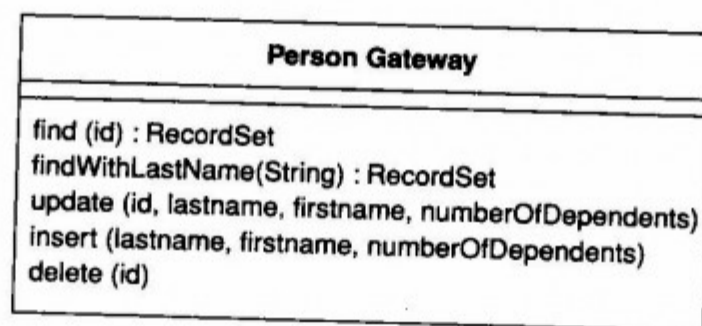 Person Gateway
find (id) : RecordSet
findWithLastName(String) : RecordSet
update (id, lastname, firstname, numberOfDependents)
insert (lastname, firstname, numberOfDependents)
delete (id)